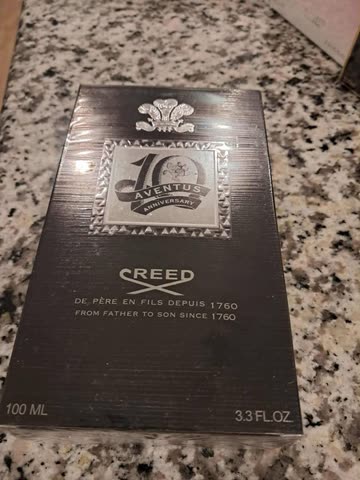 10
AVENTUS
ANNIVERSARY
CREED
DE PÈRE EN FILS DEPUIS 1760
FROM FATHER TO SON SINCE 1760
100 ML
3.3 FL.OZ.